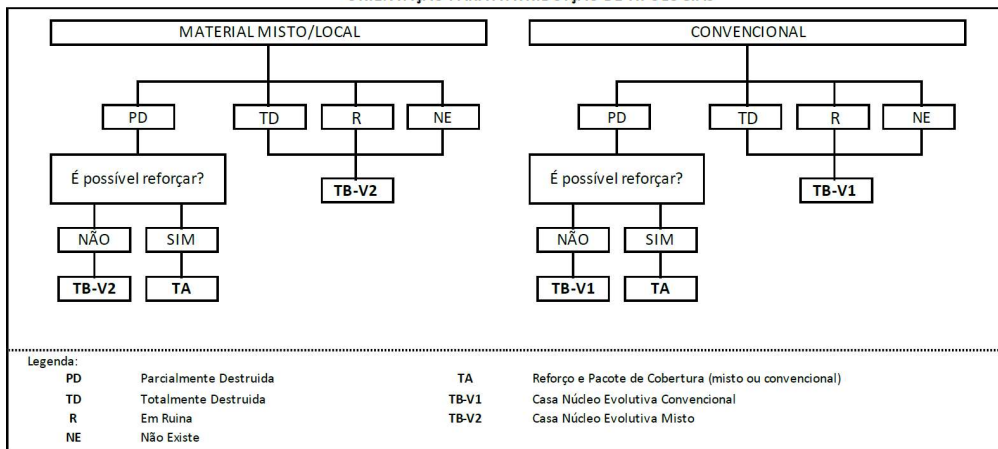 MATERIAL MISTO/LOCAL CONVENCIONAL
PD TD R NE PD TD R NE
É possível reforçar? TB-V2 É possível reforçar? TB-V1
NÃO SIM NÃO SIM
TB-V2 TA TB-V1 TA
Legenda:
PD Parcialmente Destruida TA Reforço e Pacote de Cobertura (misto ou convencional)
TD Totalmente Destruida TB-V1 Casa Núcleo Evolutiva Convencional
R Em Ruina TB-V2 Casa Núcleo Evolutiva Misto
NE Não Existe